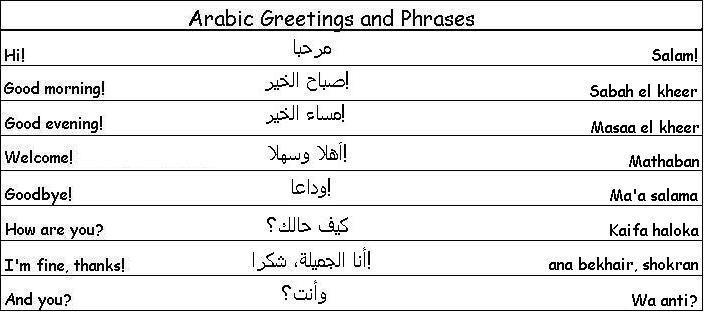 Arabic Greetings and Phrases
Hi! مرحبا Salam!
Good morning! !صباح الخير Sabah el kheer
Good evening! !مساء الخير Masaa el kheer
Welcome! !أهلا وسهلا Mathaban
Goodbye! !وداعا Ma'a salama
How are you? كيف حالك؟ Kaifa haloka
I'm fine, thanks! !أنا الجميلة، شكرا ana bekhair, shokran
And you? وأنت؟ Wa anti?